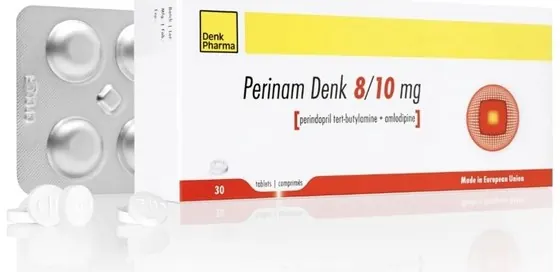 Denk
Pharma
Perinam Denk 8/10 mg
[perindopril tert-butylamine + amlodipine]
30 tablets | comprimés
Made in European Union